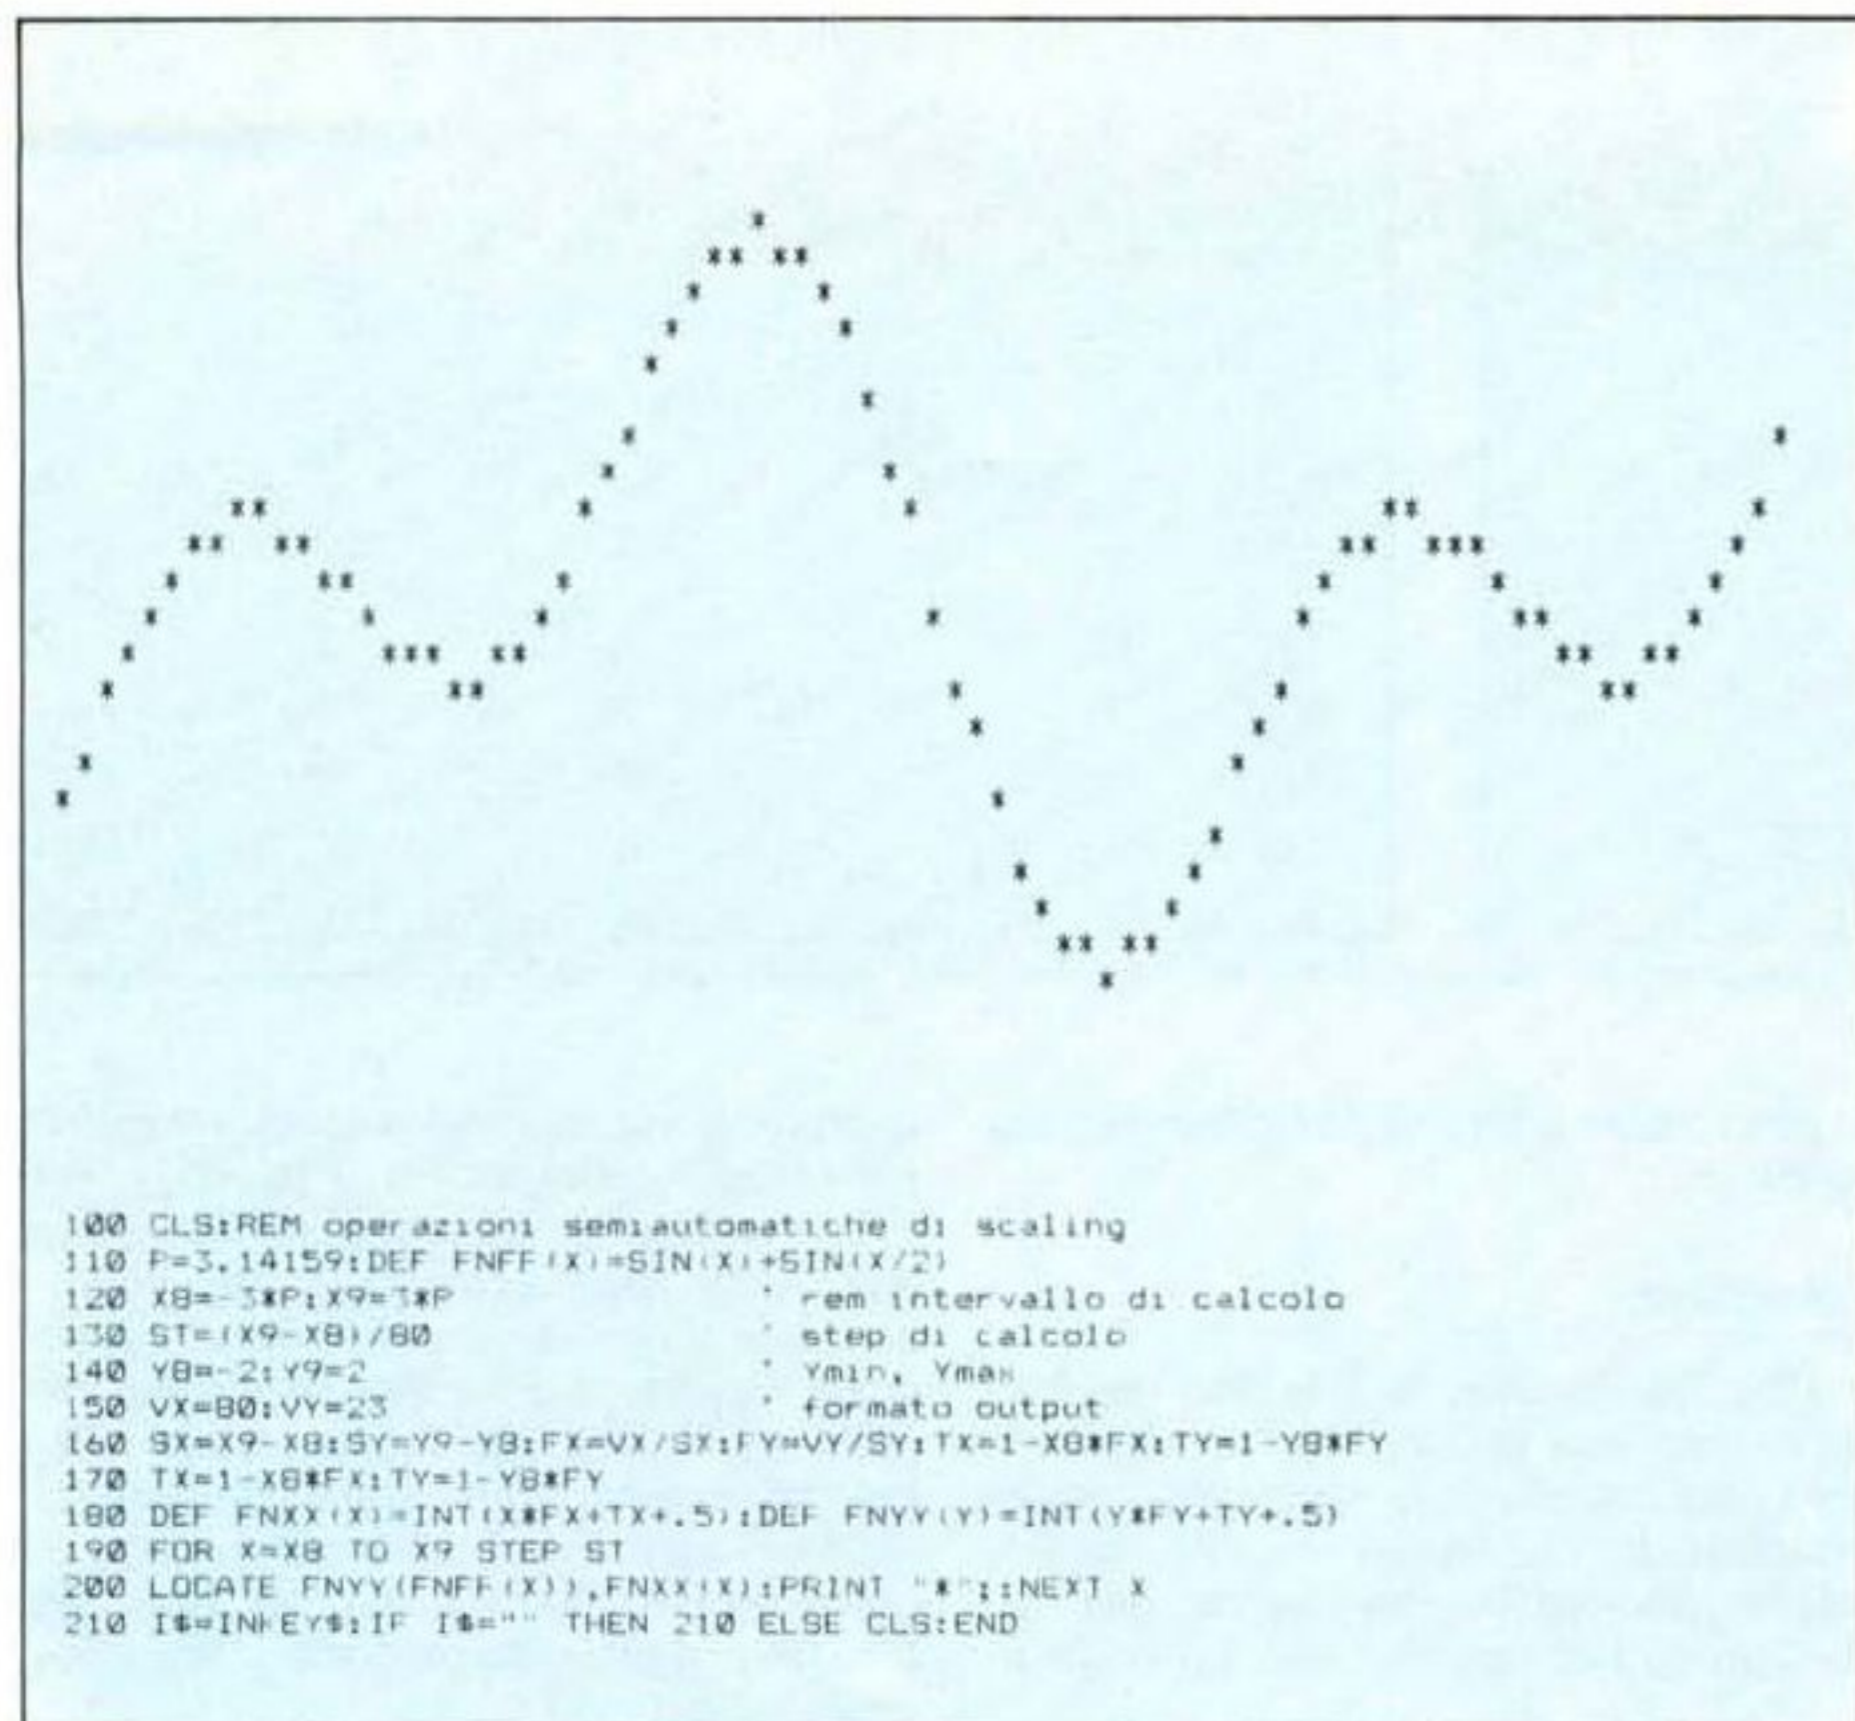 100 CLS:REM operazioni semiautomatiche di scaling
110 P=3.14159:DEF FNFF(X)=SIN(X)+SIN(X/2)
120 X8=-3*P:X9=3*P ' rem intervallo di calcolo
130 ST=(X9-X8)/80 ' step di calcolo
140 Y8=-2:Y9=2 ' Ymin, Ymax
150 VX=80:VY=23 ' formato output
160 SX=X9-X8:SY=Y9-Y8:FX=VX/SX:FY=VY/SY:TX=1-X8*FX:TY=1-Y8*FY
170 TX=1-X8*FX:TY=1-Y8*FY
180 DEF FNXX(X)=INT(X*FX+TX+.5):DEF FNYY(Y)=INT(Y*FY+TY+.5)
190 FOR X=X8 TO X9 STEP ST
200 LOCATE FNYY(FNFF(X)),FNXX(X):PRINT "*";:NEXT X
210 I$=INKEY$:IF I$="" THEN 210 ELSE CLS:END